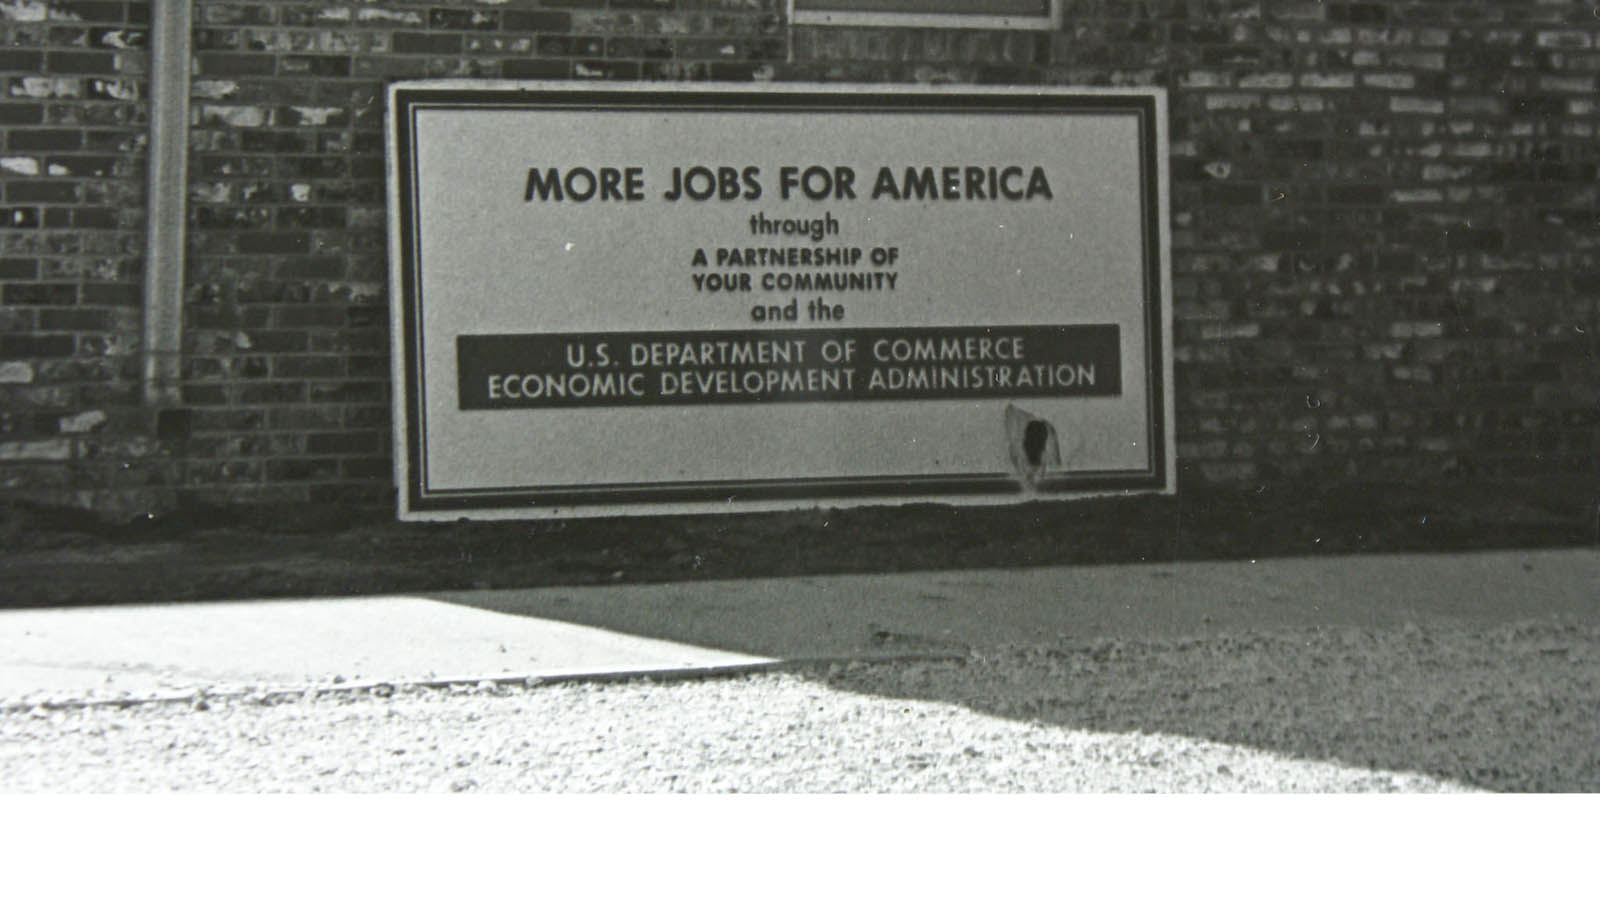 MORE JOBS FOR AMERICA
through
A PARTNERSHIP OF
YOUR COMMUNITY
and the
U.S. DEPARTMENT OF COMMERCE
ECONOMIC DEVELOPMENT ADMINISTRATION